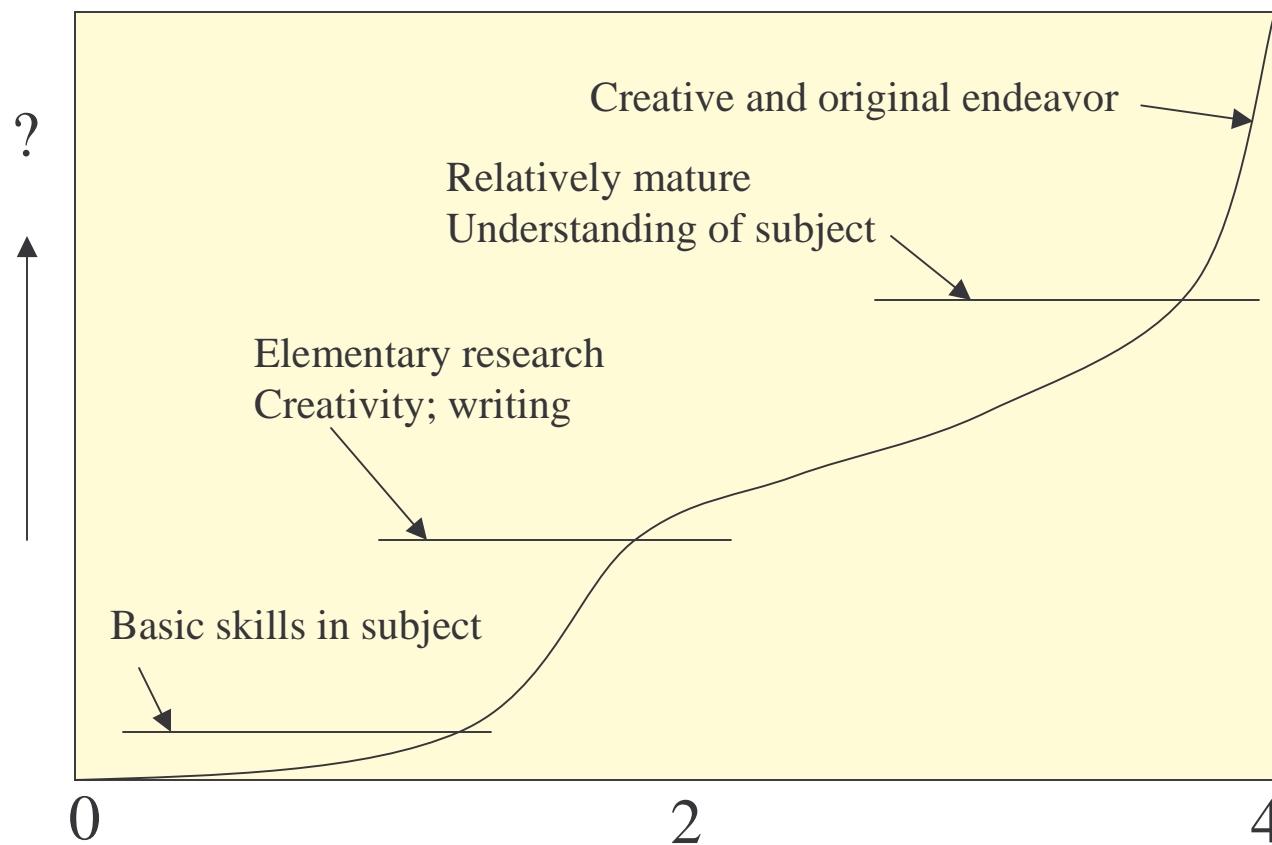 Creative and original endeavor
?
Relatively mature
Understanding of subject
Elementary research
Creativity; writing
Basic skills in subject
0
2
4